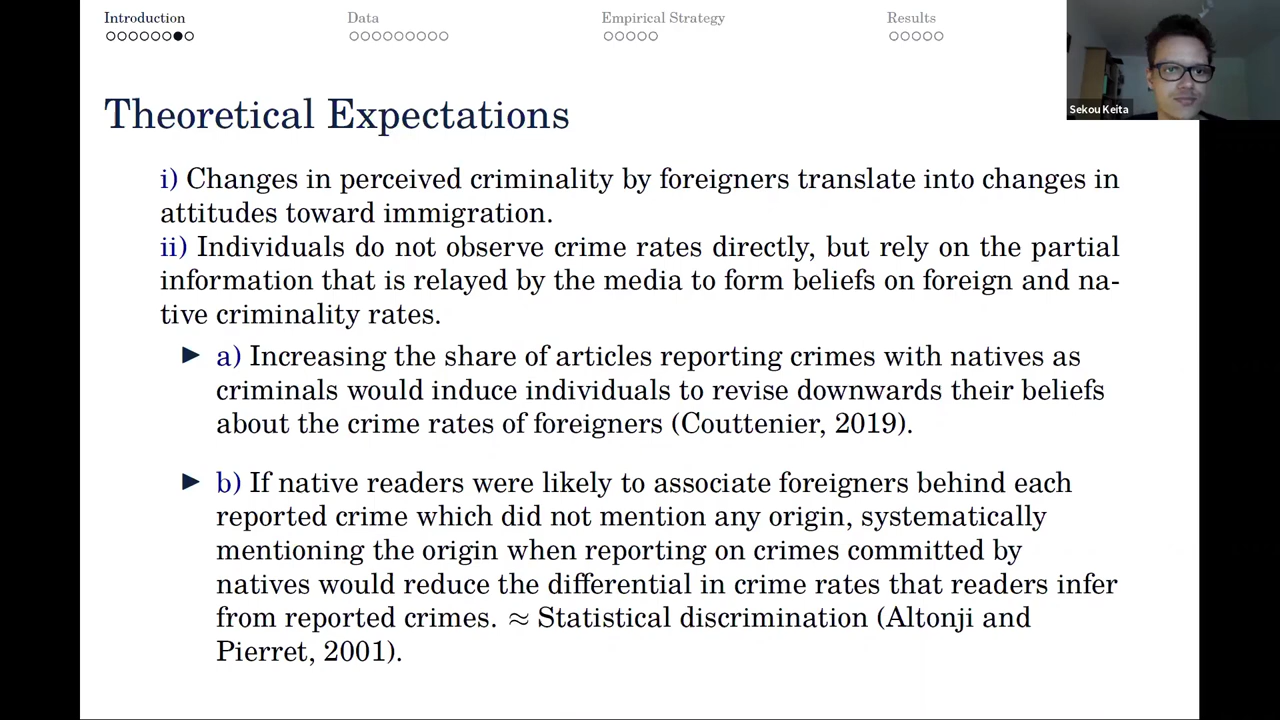 Introduction
Data
Empirical Strategy
Results
Sekou Keita
Theoretical Expectations
i) Changes in perceived criminality by foreigners translate into changes in
attitudes toward immigration.
ii) Individuals do not observe crime rates directly, but rely on the partial
information that is relayed by the media to form beliefs on foreign and na-
tive criminality rates.
► a) Increasing the share of articles reporting crimes with natives as
criminals would induce individuals to revise downwards their beliefs
about the crime rates of foreigners (Couttenier, 2019).
► b) If native readers were likely to associate foreigners behind each
reported crime which did not mention any origin, systematically
mentioning the origin when reporting on crimes committed by
natives would reduce the differential in crime rates that readers infer
from reported crimes. ≈ Statistical discrimination (Altonji and
Pierret, 2001).